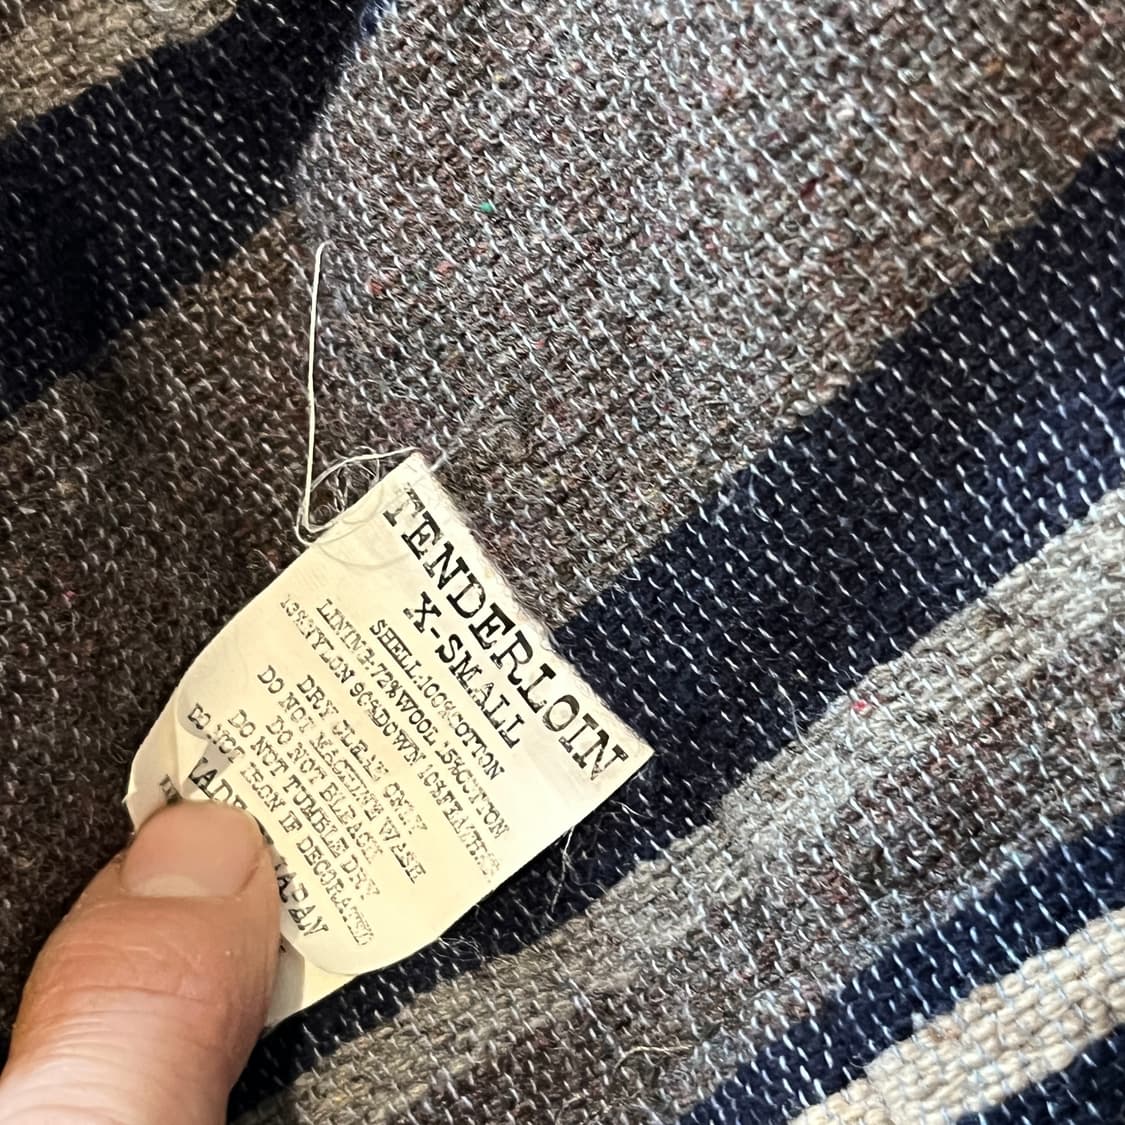 TENDERLOIN
X-SMALL
SHELL:100%COTTON
LINING:72%WOOL 15%COTTON
13%NYLON 90%DOWN 10%FEATHER
DRY CLEAN ONLY
DO NOT MACHINE WASH
DO NOT BLEACH
DO NOT TUMBLE DRY
DO NOT IRON IF DECORATED
JAPAN